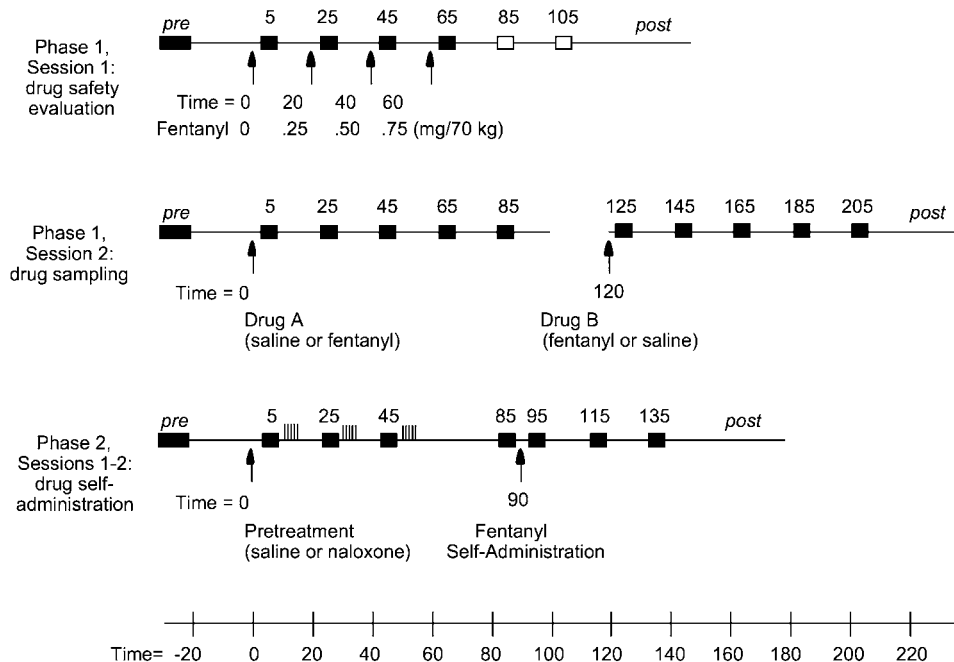 5 25 45 65 85 105
pre post
Phase 1,
Session 1:
drug safety
evaluation
Time = 0 20 40 60
Fentanyl 0 .25 .50 .75 (mg/70 kg)
5 25 45 65 85 125 145 165 185 205
pre post
Phase 1,
Session 2:
drug sampling
Time = 0 120
Drug A Drug B
(saline or fentanyl) (fentanyl or saline)
5 25 45 85 95 115 135
pre post
Phase 2,
Sessions 1-2:
drug self-
administration
Time = 0 90
Pretreatment Fentanyl
(saline or naloxone) Self-Administration
Time= -20 0 20 40 60 80 100 120 140 160 180 200 220